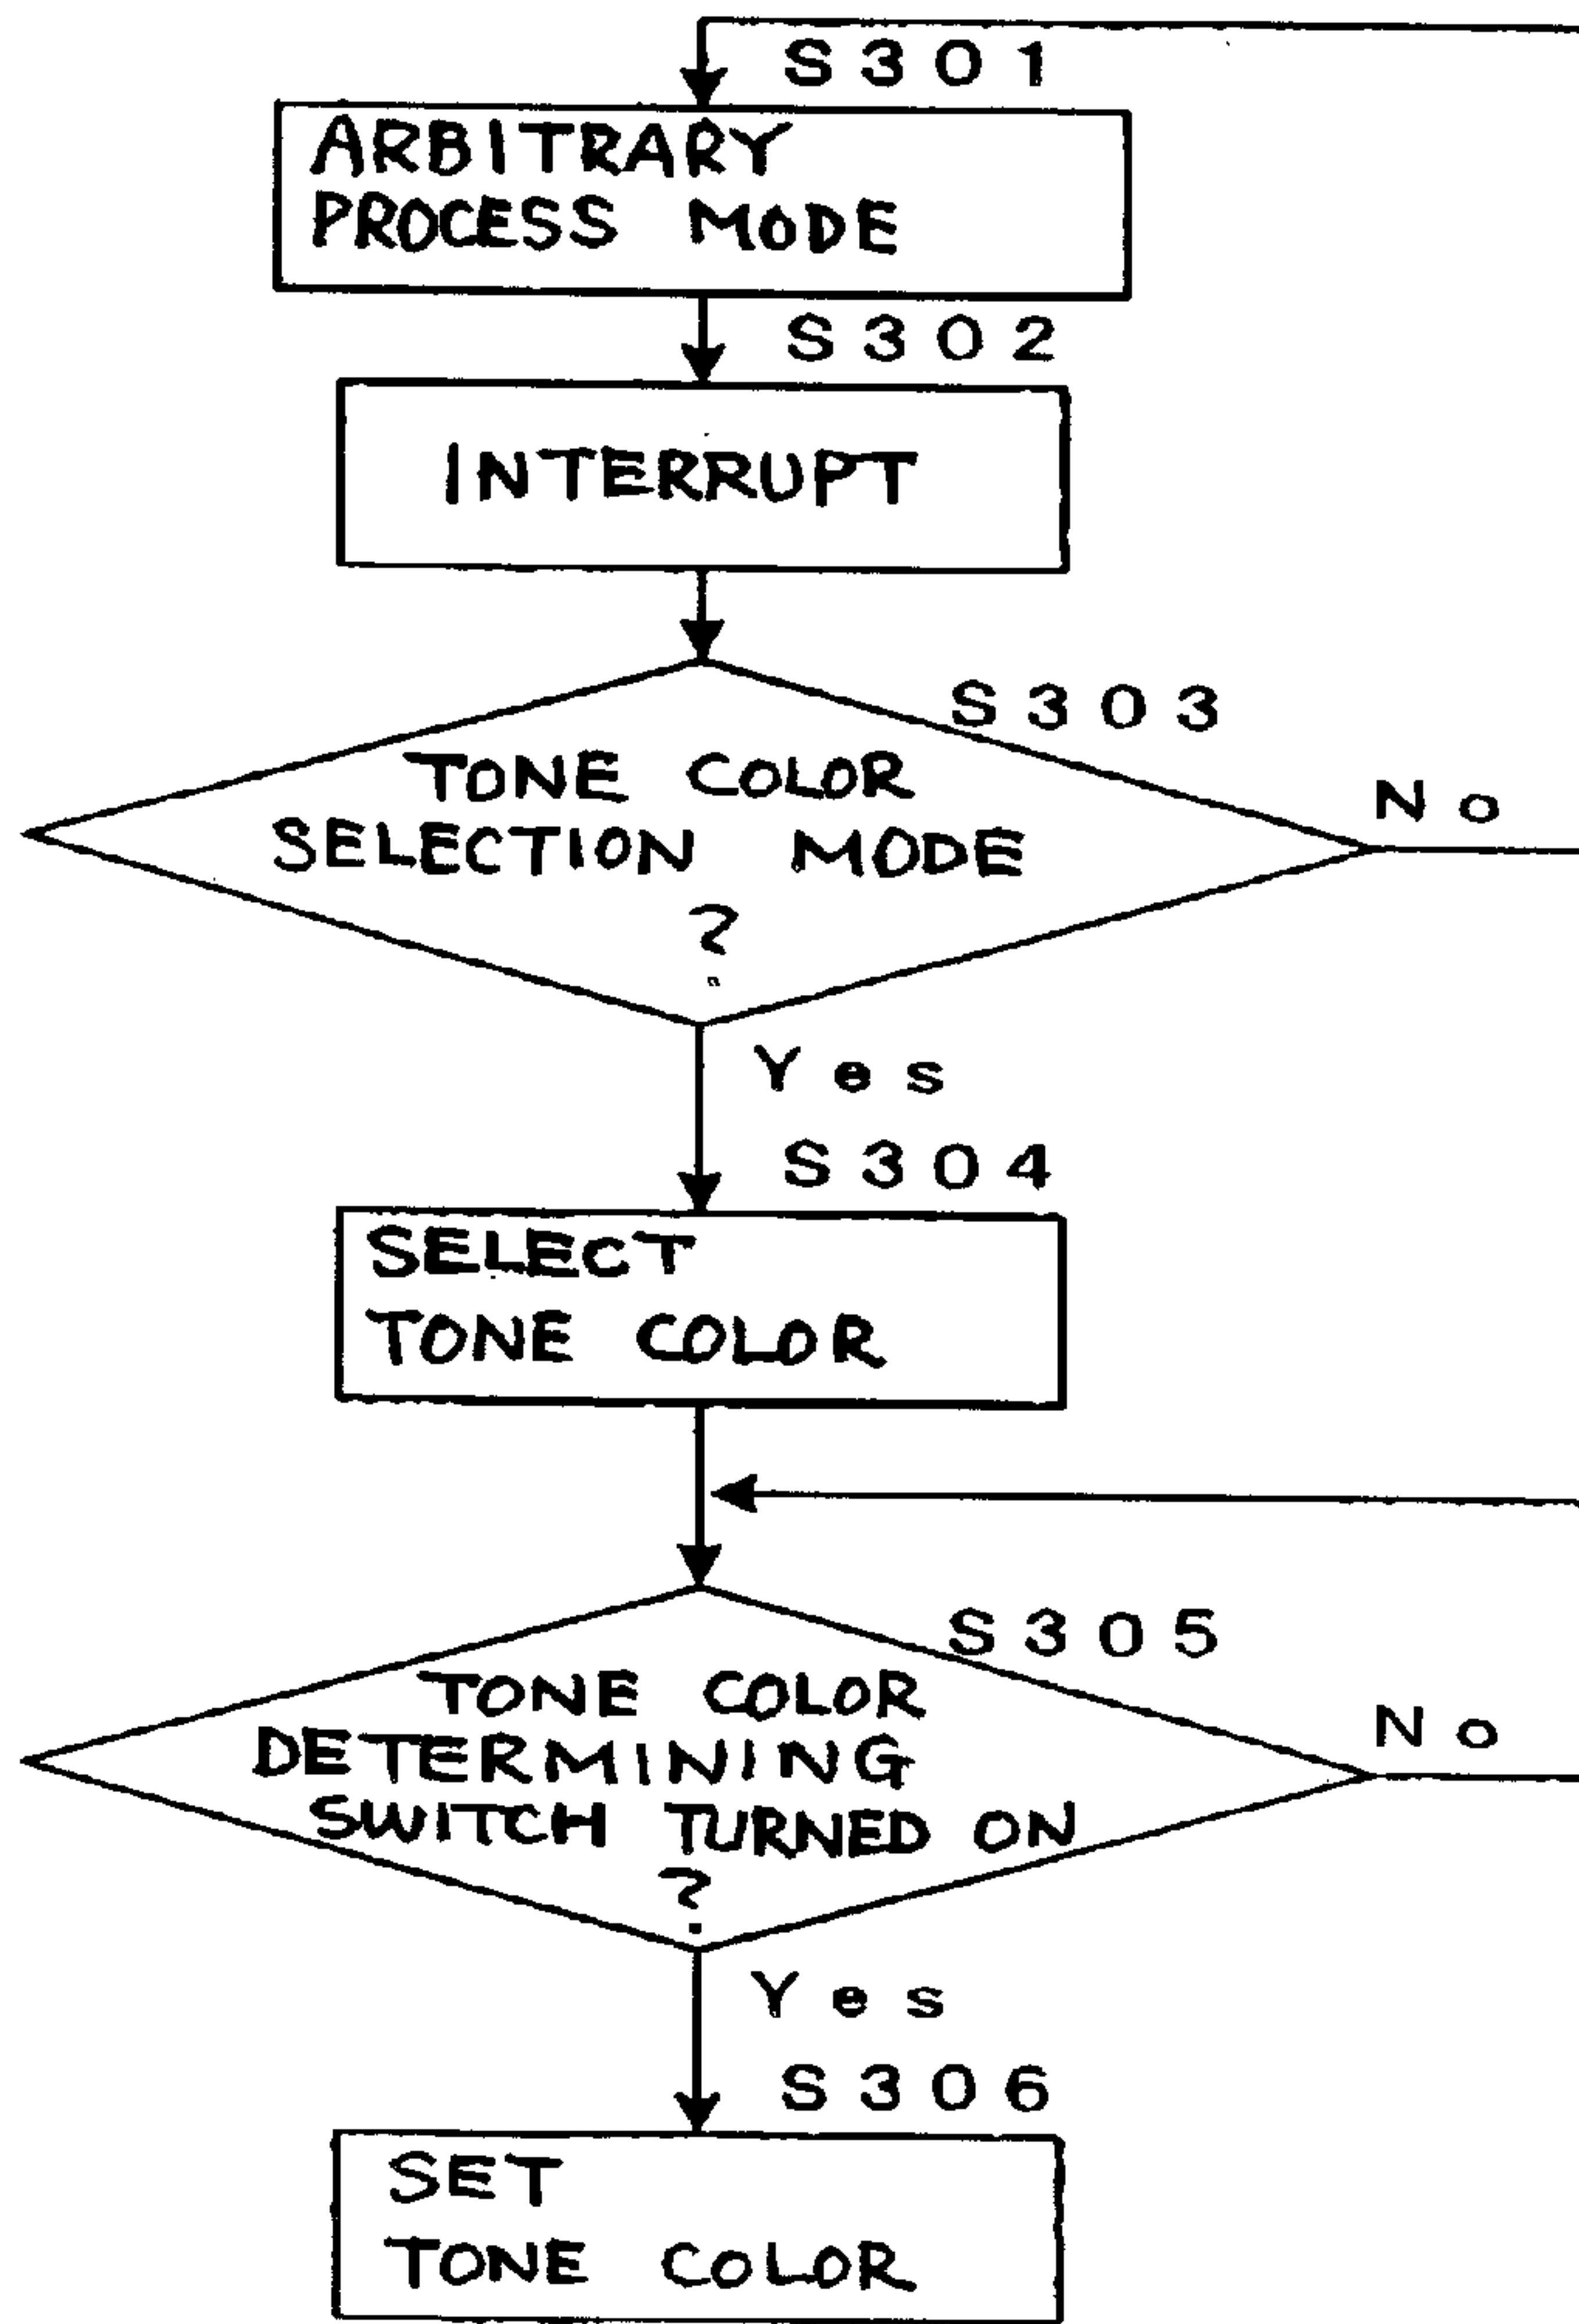 S301
ARBITRARY
PROCESS MODE
S302
INTERRUPT
S303
TONE COLOR
SELECTION MODE
?
No
Yes
S304
SELECT
TONE COLOR
S305
TONE COLOR
DETERMINING
SWITCH TURNED ON
?
No
Yes
S306
SET
TONE COLOR